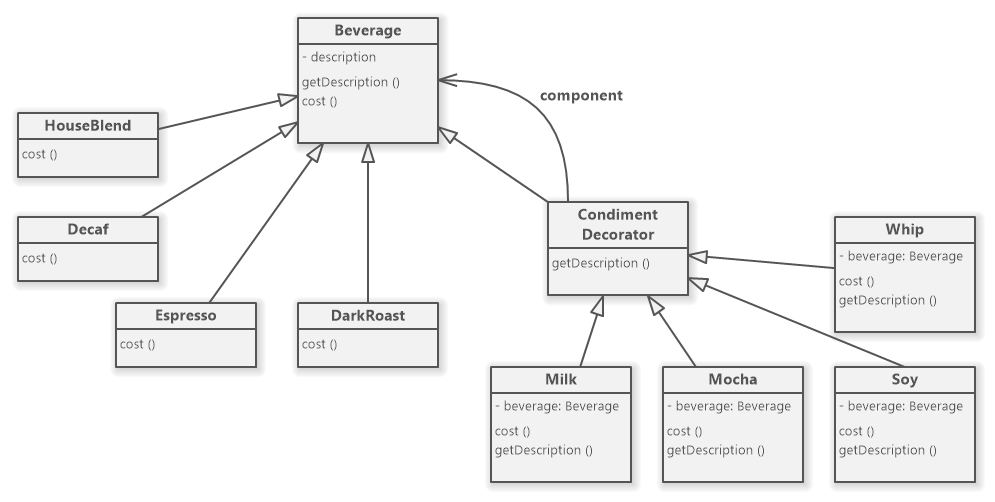 Beverage
- description
getDescription ()
cost ()
component
HouseBlend
cost ()
Decaf
cost ()
Espresso
cost ()
DarkRoast
cost ()
Condiment
Decorator
getDescription ()
Whip
- beverage: Beverage
cost ()
getDescription ()
Milk
- beverage: Beverage
cost ()
getDescription ()
Mocha
- beverage: Beverage
cost ()
getDescription ()
Soy
- beverage: Beverage
cost ()
getDescription ()